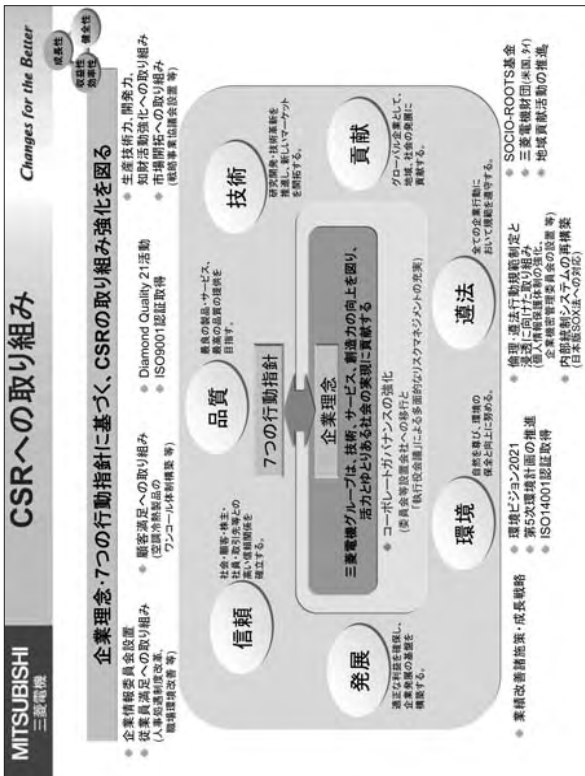 MITSUBISHI
三菱電機
CSRへの取り組み
Changes for the Better
成長性
収益性
効率性
健全性
企業理念・7つの行動指針に基づく、CSRの取り組み強化を図る
企業情報委員会設置
従業員満足への取り組み
(人事処遇制度改革、
職場環境改善 等)
顧客満足への取り組み
(空調冷熱製品の
ワンコール体制構築 等)
Diamond Quality 21活動
ISO9001認証取得
生産技術力、開発力、
知財活動強化への取り組み
市場開拓への取り組み
(戦略事業協議会設置 等)
信頼
社会・顧客・株主・
社員・取引先等との
高い信頼関係を
確立する。
品質
最良の製品・サービス、
最高の品質の提供を
目指す。
技術
研究開発・技術革新を
推進し、新しいマーケット
を開拓する。
7つの行動指針
企業理念
三菱電機グループは、技術、サービス、創造力の向上を図り、
活力とゆとりある社会の実現に貢献する
コーポレートガバナンスの強化
(委員会等設置会社への移行と
「執行役会議」による多面的なリスクマネジメントの充実)
発展
適正な利益を確保し、
企業発展の基盤を
構築する。
環境
自然を尊び、環境の
保全と向上に努める。
遵法
全ての企業行動に
おいて規範を遵守する。
貢献
グローバル企業として、
地域・社会の発展に
貢献する。
業績改善諸施策・成長戦略
環境ビジョン2021
第5次環境計画の推進
ISO14001認証取得
倫理・遵法行動規範制定と
浸透に向けた取り組み
(個人情報保護体制の強化、
企業機密管理委員会の設置 等)
内部統制システムの再構築
(日本版SOX法への対応)
SOCIO-ROOTS基金
三菱電機財団(米国、タイ)
地域貢献活動の推進